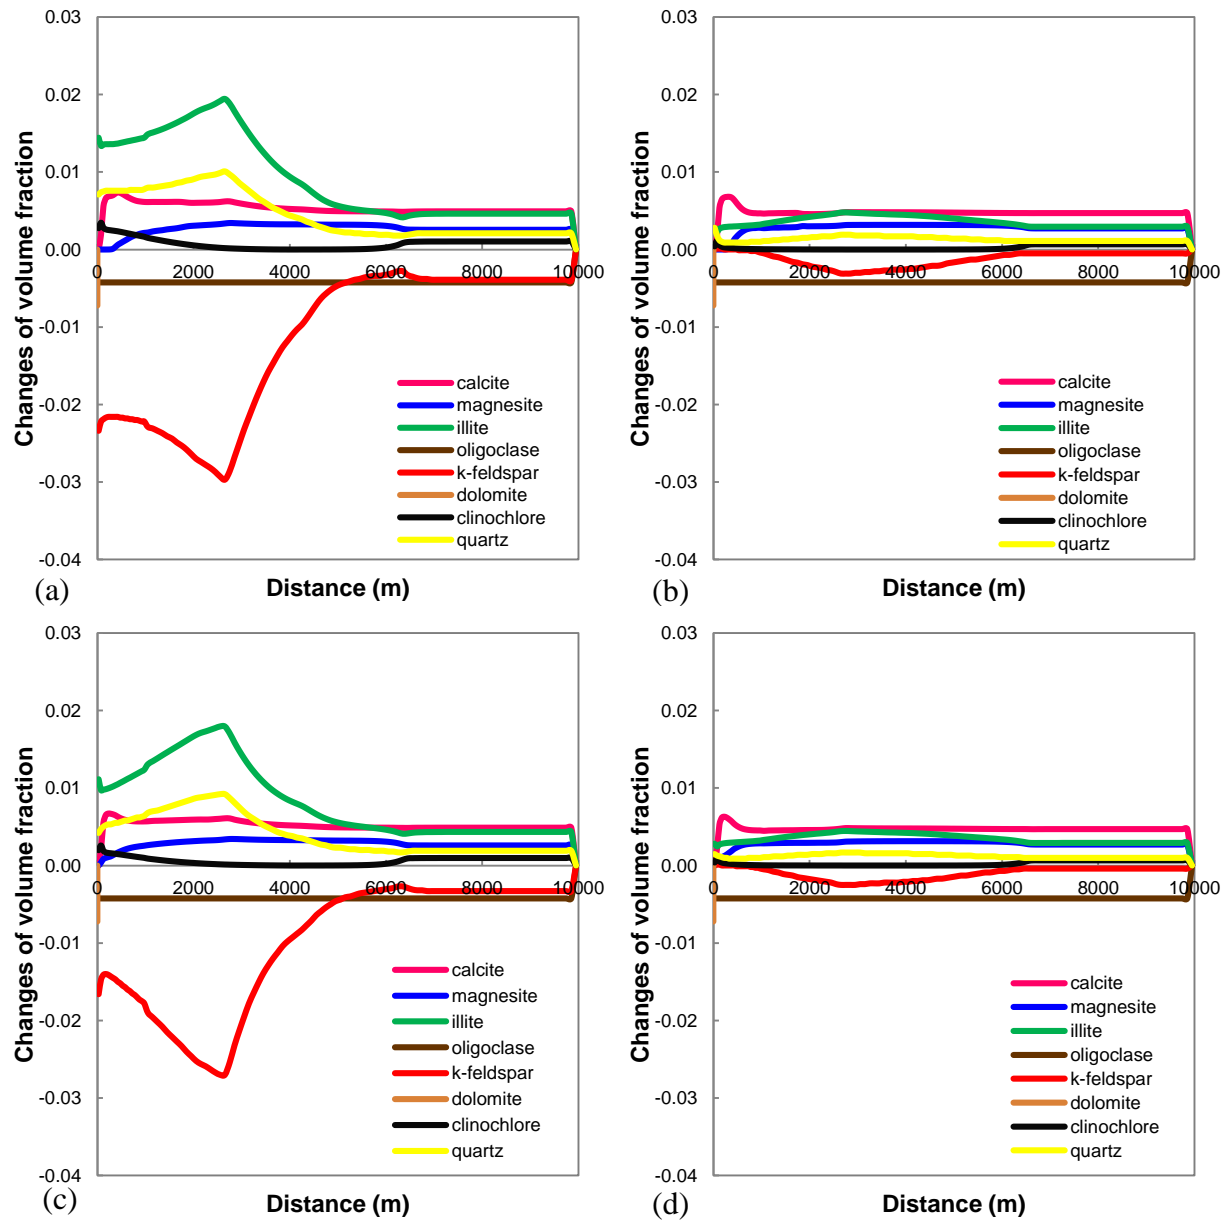 0.03
0.02
0.01
0.00
-0.01
-0.02
-0.03
-0.04
0
2000
4000
6000
8000
10000
Changes of volume fraction
Distance (m)
calcite
magnesite
illite
oligoclase
k-feldspar
dolomite
clinochlore
quartz
(a)
0.03
0.02
0.01
0.00
-0.01
-0.02
-0.03
-0.04
0
2000
4000
6000
8000
10000
Changes of volume fraction
Distance (m)
calcite
magnesite
illite
oligoclase
k-feldspar
dolomite
clinochlore
quartz
(b)
0.03
0.02
0.01
0.00
-0.01
-0.02
-0.03
-0.04
0
2000
4000
6000
8000
10000
Changes of volume fraction
Distance (m)
calcite
magnesite
illite
oligoclase
k-feldspar
dolomite
clinochlore
quartz
(c)
0.03
0.02
0.01
0.00
-0.01
-0.02
-0.03
-0.04
0
2000
4000
6000
8000
10000
Changes of volume fraction
Distance (m)
calcite
magnesite
illite
oligoclase
k-feldspar
dolomite
clinochlore
quartz
(d)